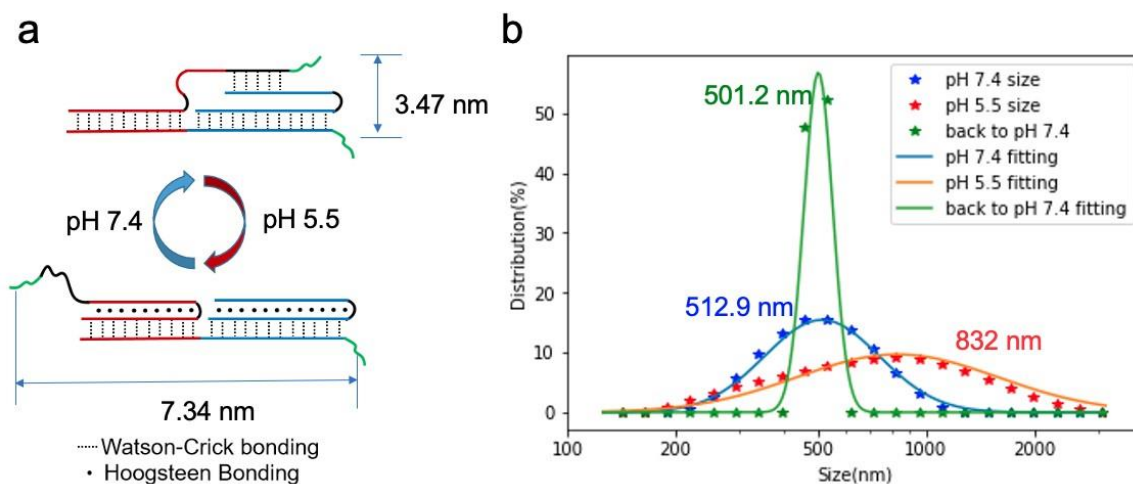 a
3.47 nm
pH 7.4
pH 5.5
7.34 nm
Watson-Crick bonding
Hoogsteen Bonding
b
501.2 nm
pH 7.4 size
pH 5.5 size
back to pH 7.4
pH 7.4 fitting
pH 5.5 fitting
back to pH 7.4 fitting
512.9 nm
832 nm
Distribution(%)
50
40
30
20
10
0
100
200
500
1000
2000
Size(nm)